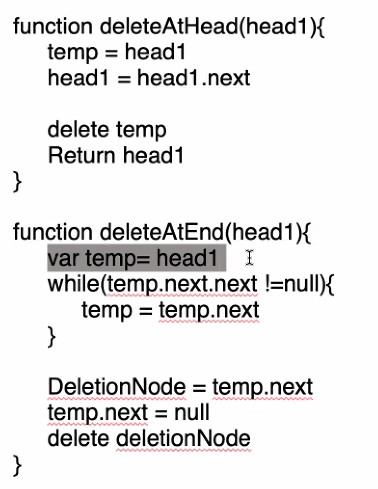 function deleteAtHead(head1){
temp = head1
head1 = head1.next
delete temp
Return head1
}
function deleteAtEnd(head1){
var temp= head1
while(temp.next.next !=null){
temp = temp.next
}
DeletionNode = temp.next
temp.next = null
delete deletionNode
}